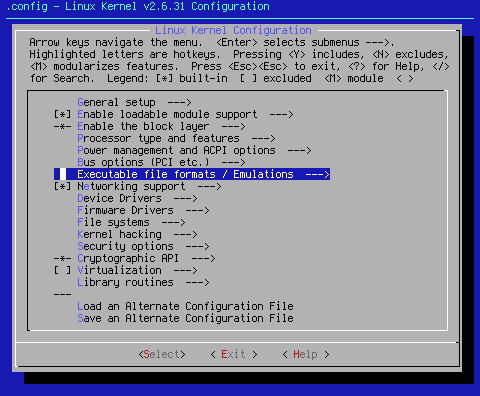 .config - Linux Kernel v2.6.31 Configuration
Linux Kernel Configuration
Arrow keys navigate the menu. <Enter> selects submenus --->.
Highlighted letters are hotkeys. Pressing <Y> includes, <N> excludes,
<M> modularizes features. Press <Esc><Esc> to exit, <?> for Help, </>
for Search. Legend: [*] built-in [ ] excluded <M> module < >
General setup --->
[*] Enable loadable module support --->
-*- Enable the block layer --->
Processor type and features --->
Power management and ACPI options --->
Bus options (PCI etc.) --->
Executable file formats / Emulations --->
[*] Networking support --->
Device Drivers --->
Firmware Drivers --->
File systems --->
Kernel hacking --->
Security options --->
-*- Cryptographic API --->
[ ] Virtualization --->
Library routines --->
---
Load an Alternate Configuration File
Save an Alternate Configuration File
<Select> < Exit > < Help >